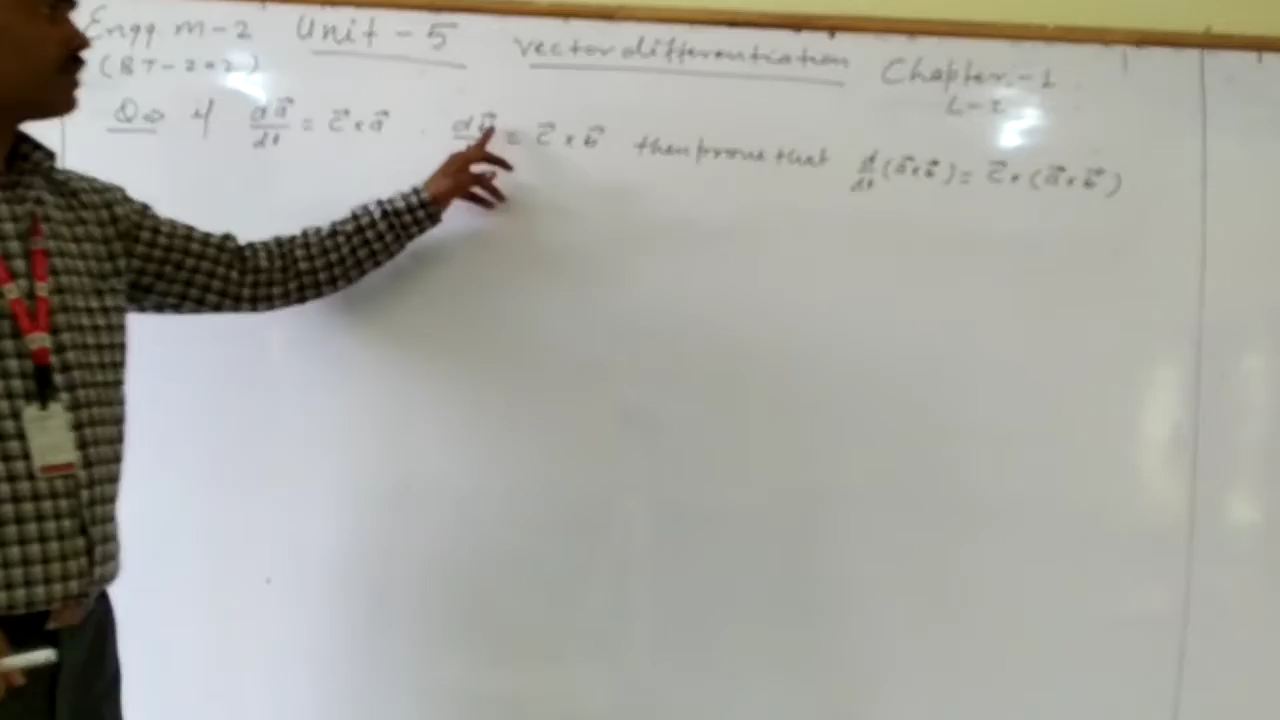 Engg m-2 Unit - 5 vector differentiation Chapter - 1
(BT-202) L-2
Q⇒ if da⃗/dt = c⃗ × a⃗ . db⃗/dt = c⃗ × b⃗ then prove that d/dt (a⃗ × b⃗) = c⃗ × (a⃗ × b⃗)